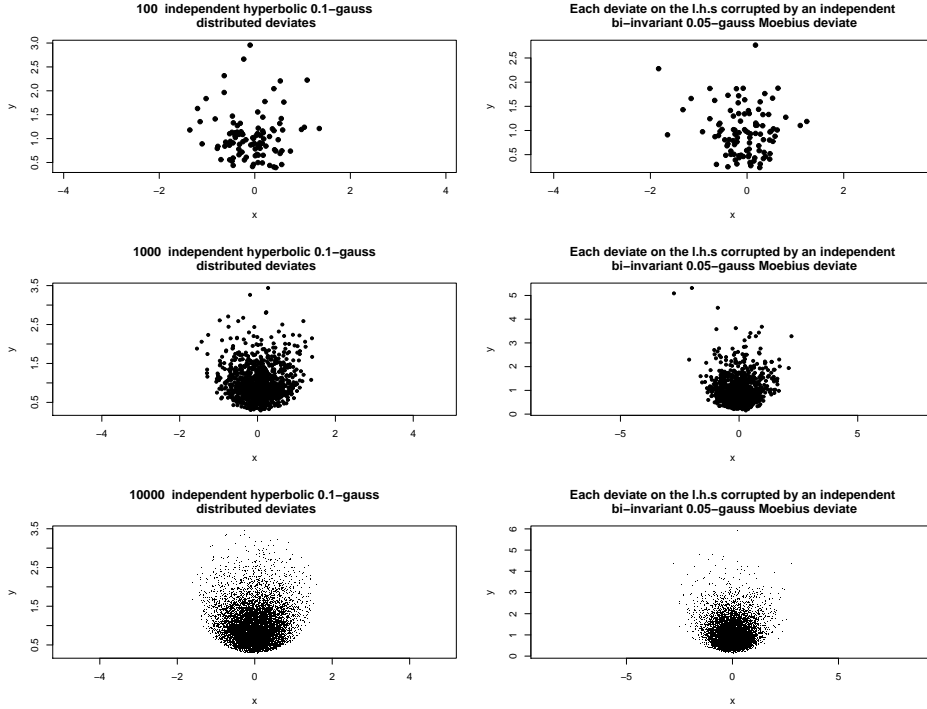 100 independent hyperbolic 0.1−gauss
distributed deviates
y
3.0
2.5
2.0
1.5
1.0
0.5
−4
−2
0
2
4
x
Each deviate on the l.h.s corrupted by an independent
bi−invariant 0.05−gauss Moebius deviate
y
2.5
2.0
1.5
1.0
0.5
−4
−2
0
2
x
1000 independent hyperbolic 0.1−gauss
distributed deviates
y
3.5
2.5
1.5
0.5
−4
−2
0
2
4
x
Each deviate on the l.h.s corrupted by an independent
bi−invariant 0.05−gauss Moebius deviate
y
5
4
3
2
1
0
−5
0
5
x
10000 independent hyperbolic 0.1−gauss
distributed deviates
y
3.5
2.5
1.5
0.5
−4
−2
0
2
4
x
Each deviate on the l.h.s corrupted by an independent
bi−invariant 0.05−gauss Moebius deviate
y
6
5
4
3
2
1
0
−5
0
5
x